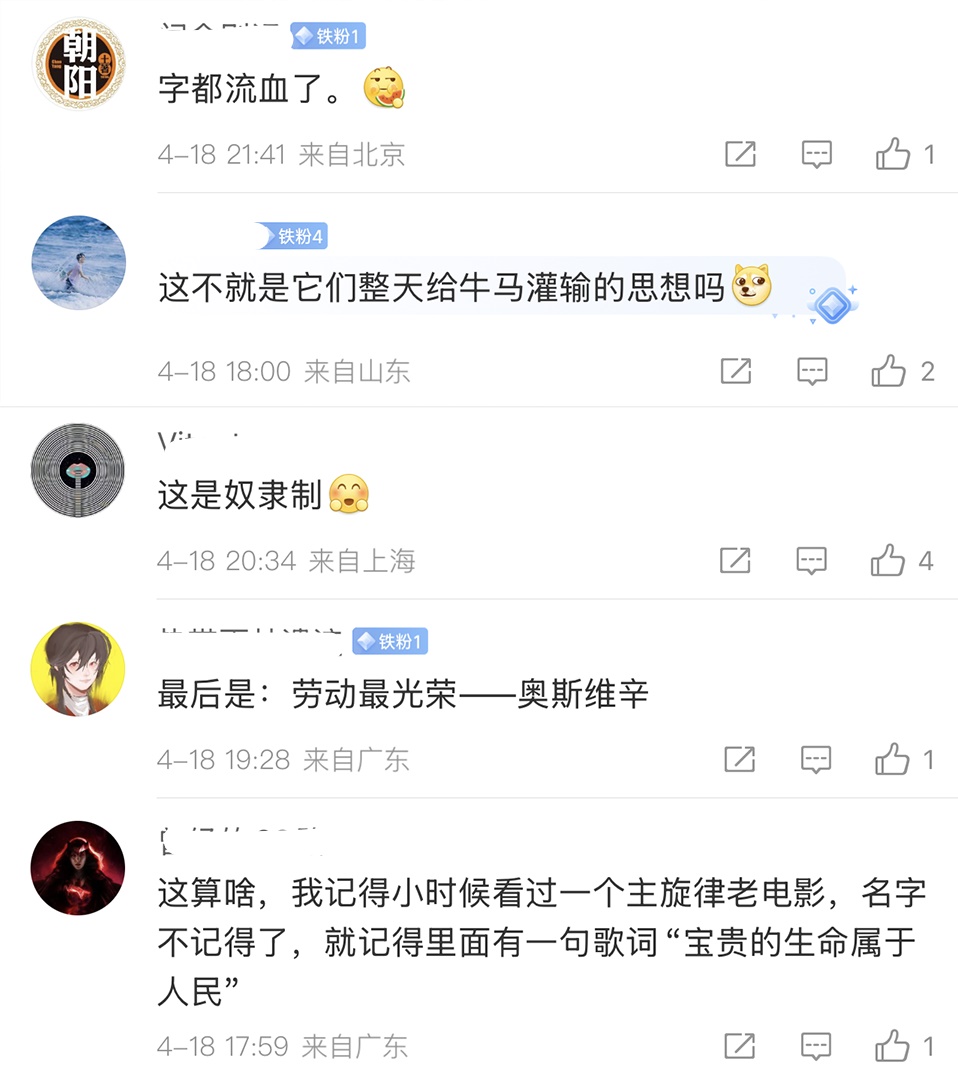 朝阳
铁粉1
字都流血了。
4-18 21:41 来自北京
1
铁粉4
这不就是它们整天给牛马灌输的思想吗
4-18 18:00 来自山东
2
这是奴隶制
4-18 20:34 来自上海
4
铁粉1
最后是：劳动最光荣——奥斯维辛
4-18 19:28 来自广东
1
这算啥，我记得小时候看过一个主旋律老电影，名字
不记得了，就记得里面有一句歌词“宝贵的生命属于
人民”
4-18 17:59 来自广东
1